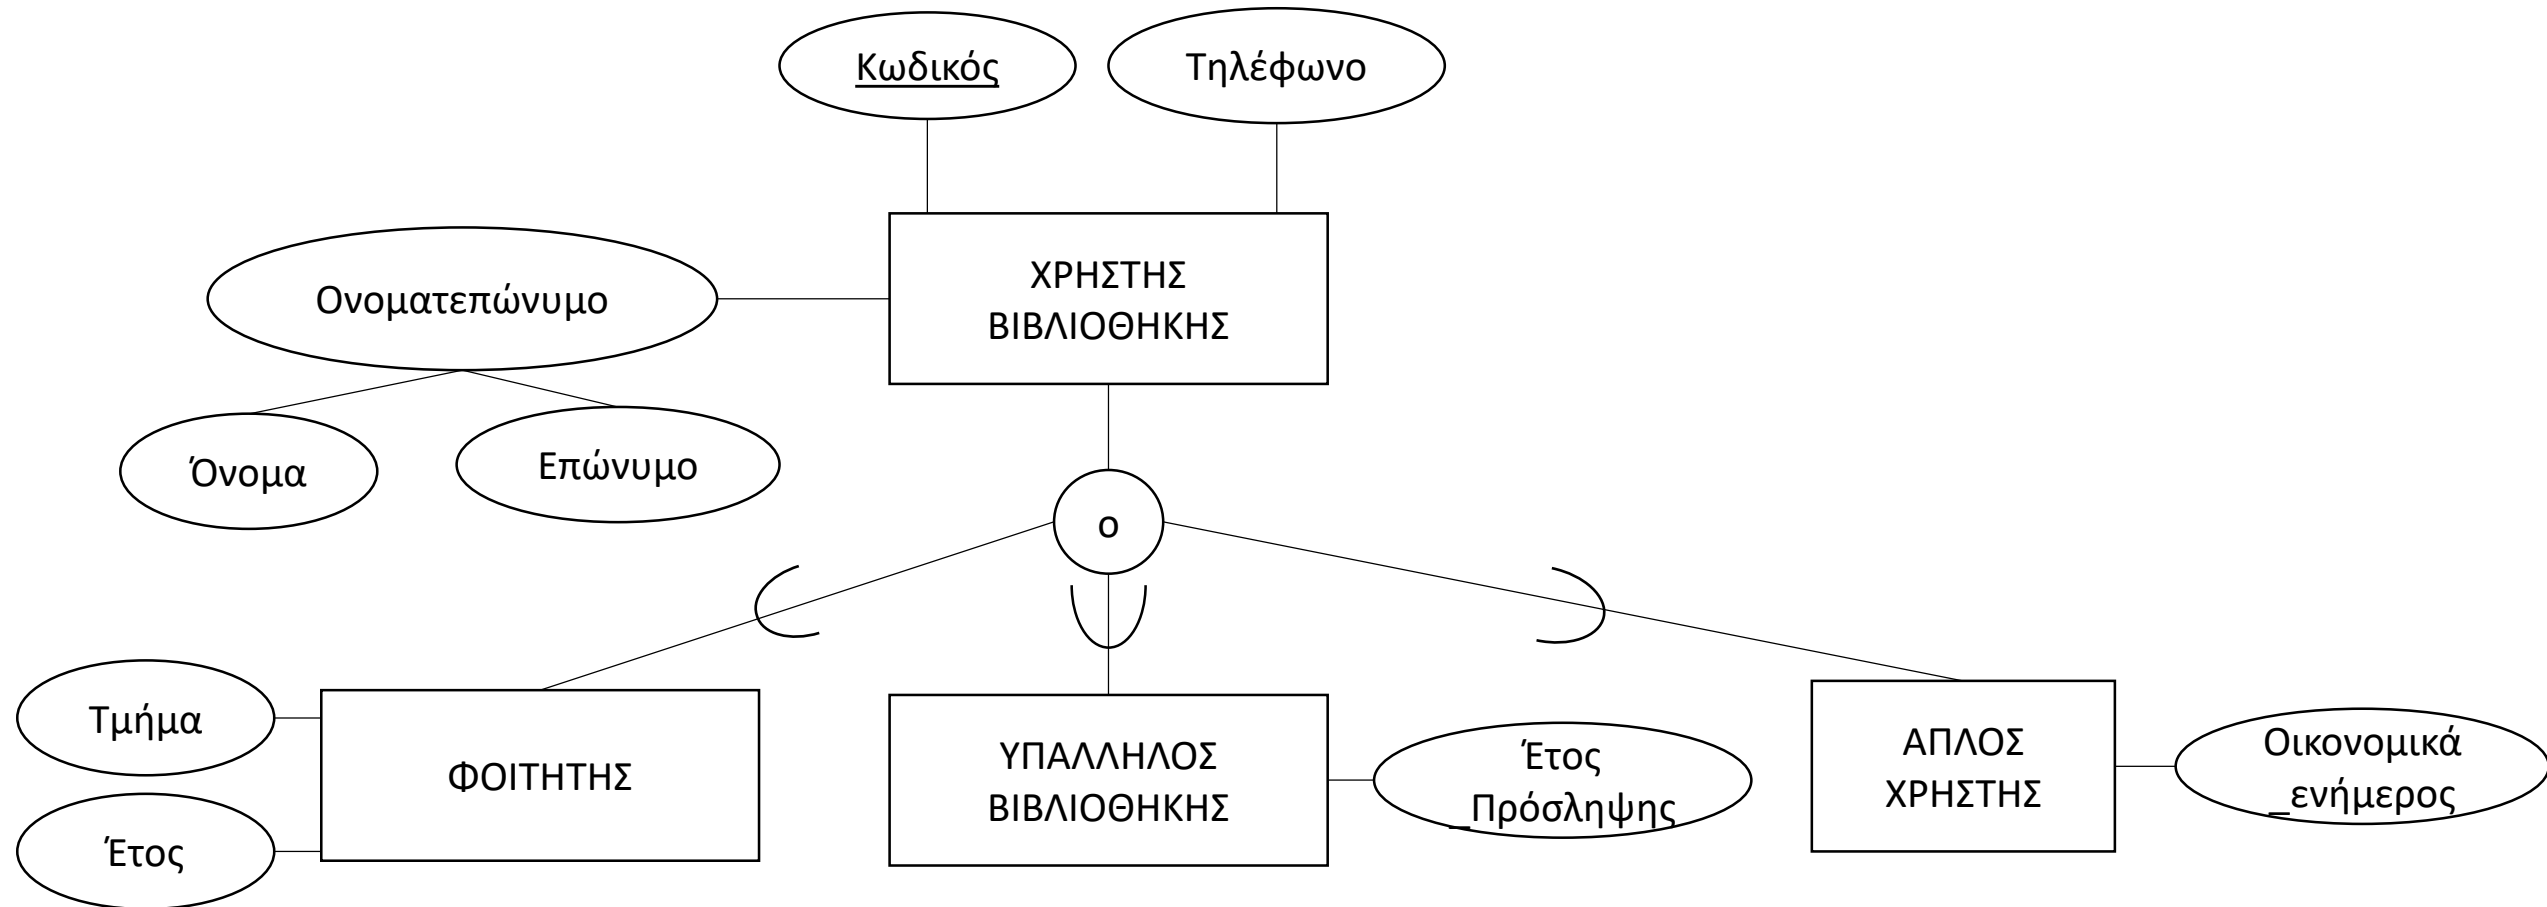 Κωδικός
Τηλέφωνο
ΧΡΗΣΤΗΣ
ΒΙΒΛΙΟΘΗΚΗΣ
Ονοματεπώνυμο
Όνομα
Επώνυμο
ο
Τμήμα
Έτος
ΦΟΙΤΗΤΗΣ
ΥΠΑΛΛΗΛΟΣ
ΒΙΒΛΙΟΘΗΚΗΣ
Έτος
_Πρόσληψης
ΑΠΛΟΣ
ΧΡΗΣΤΗΣ
Οικονομικά
_ενήμερος